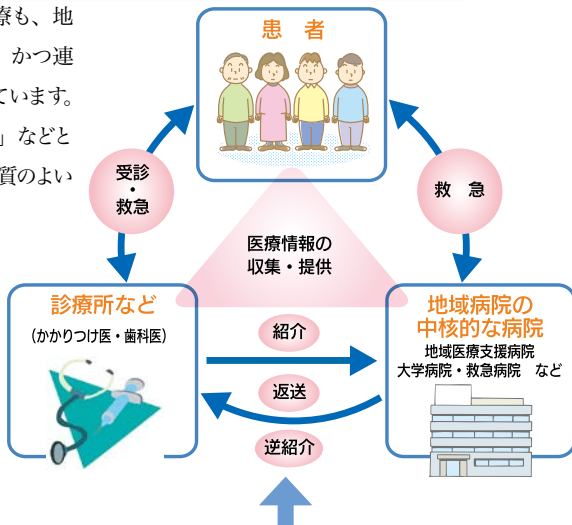 療も、地
かつ連
ています。
」などと
質のよい
患者
受診
・
救急
救急
医療情報の
収集・提供
診療所など
(かかりつけ医・歯科医)
地域病院の
中核的な病院
地域医療支援病院
大学病院・救急病院 など
紹介
返送
逆紹介